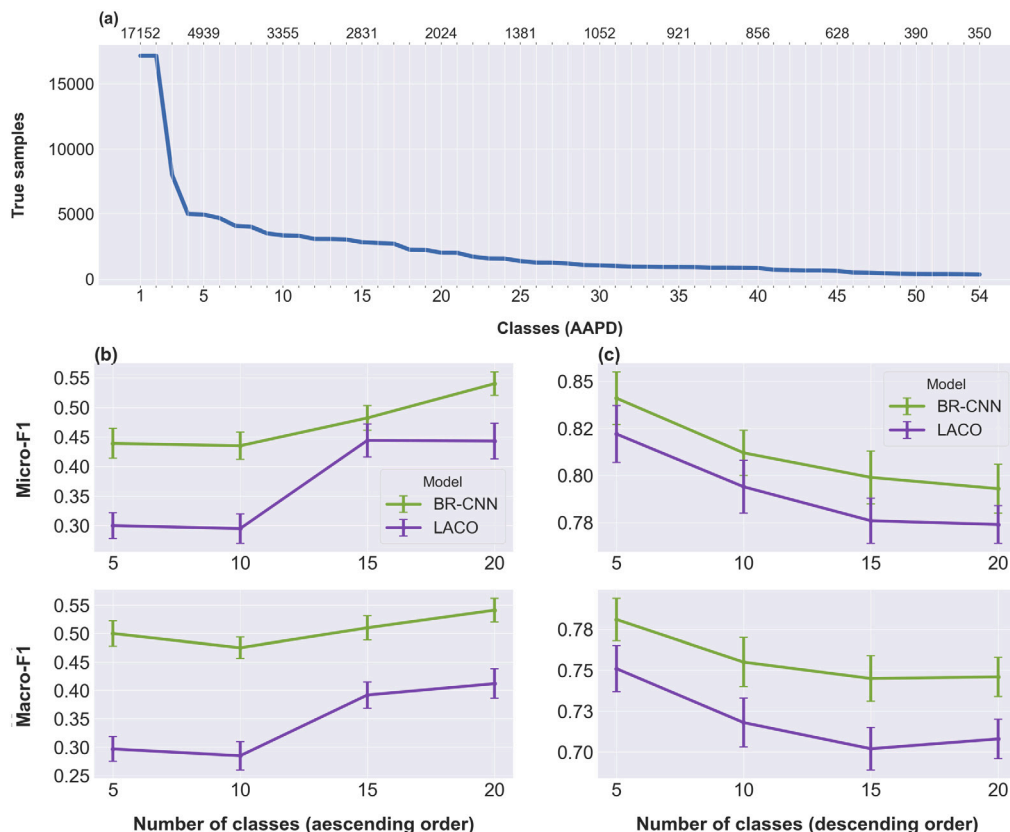 (a)
17152 4939 3355 2831 2024 1381 1052 921 856 628 390 350
15000
10000
5000
0
True samples
1 5 10 15 20 25 30 35 40 45 50 54
Classes (AAPD)
(b)
0.55
0.50
0.45
0.40
0.35
0.30
Micro-F1
Model
BR-CNN
LACO
5 10 15 20
(c)
0.85
0.82
0.80
0.78
Model
BR-CNN
LACO
5 10 15 20
0.55
0.50
0.45
0.40
0.35
0.30
0.25
Macro-F1
5 10 15 20
Number of classes (aescending order)
0.78
0.75
0.73
0.70
5 10 15 20
Number of classes (descending order)